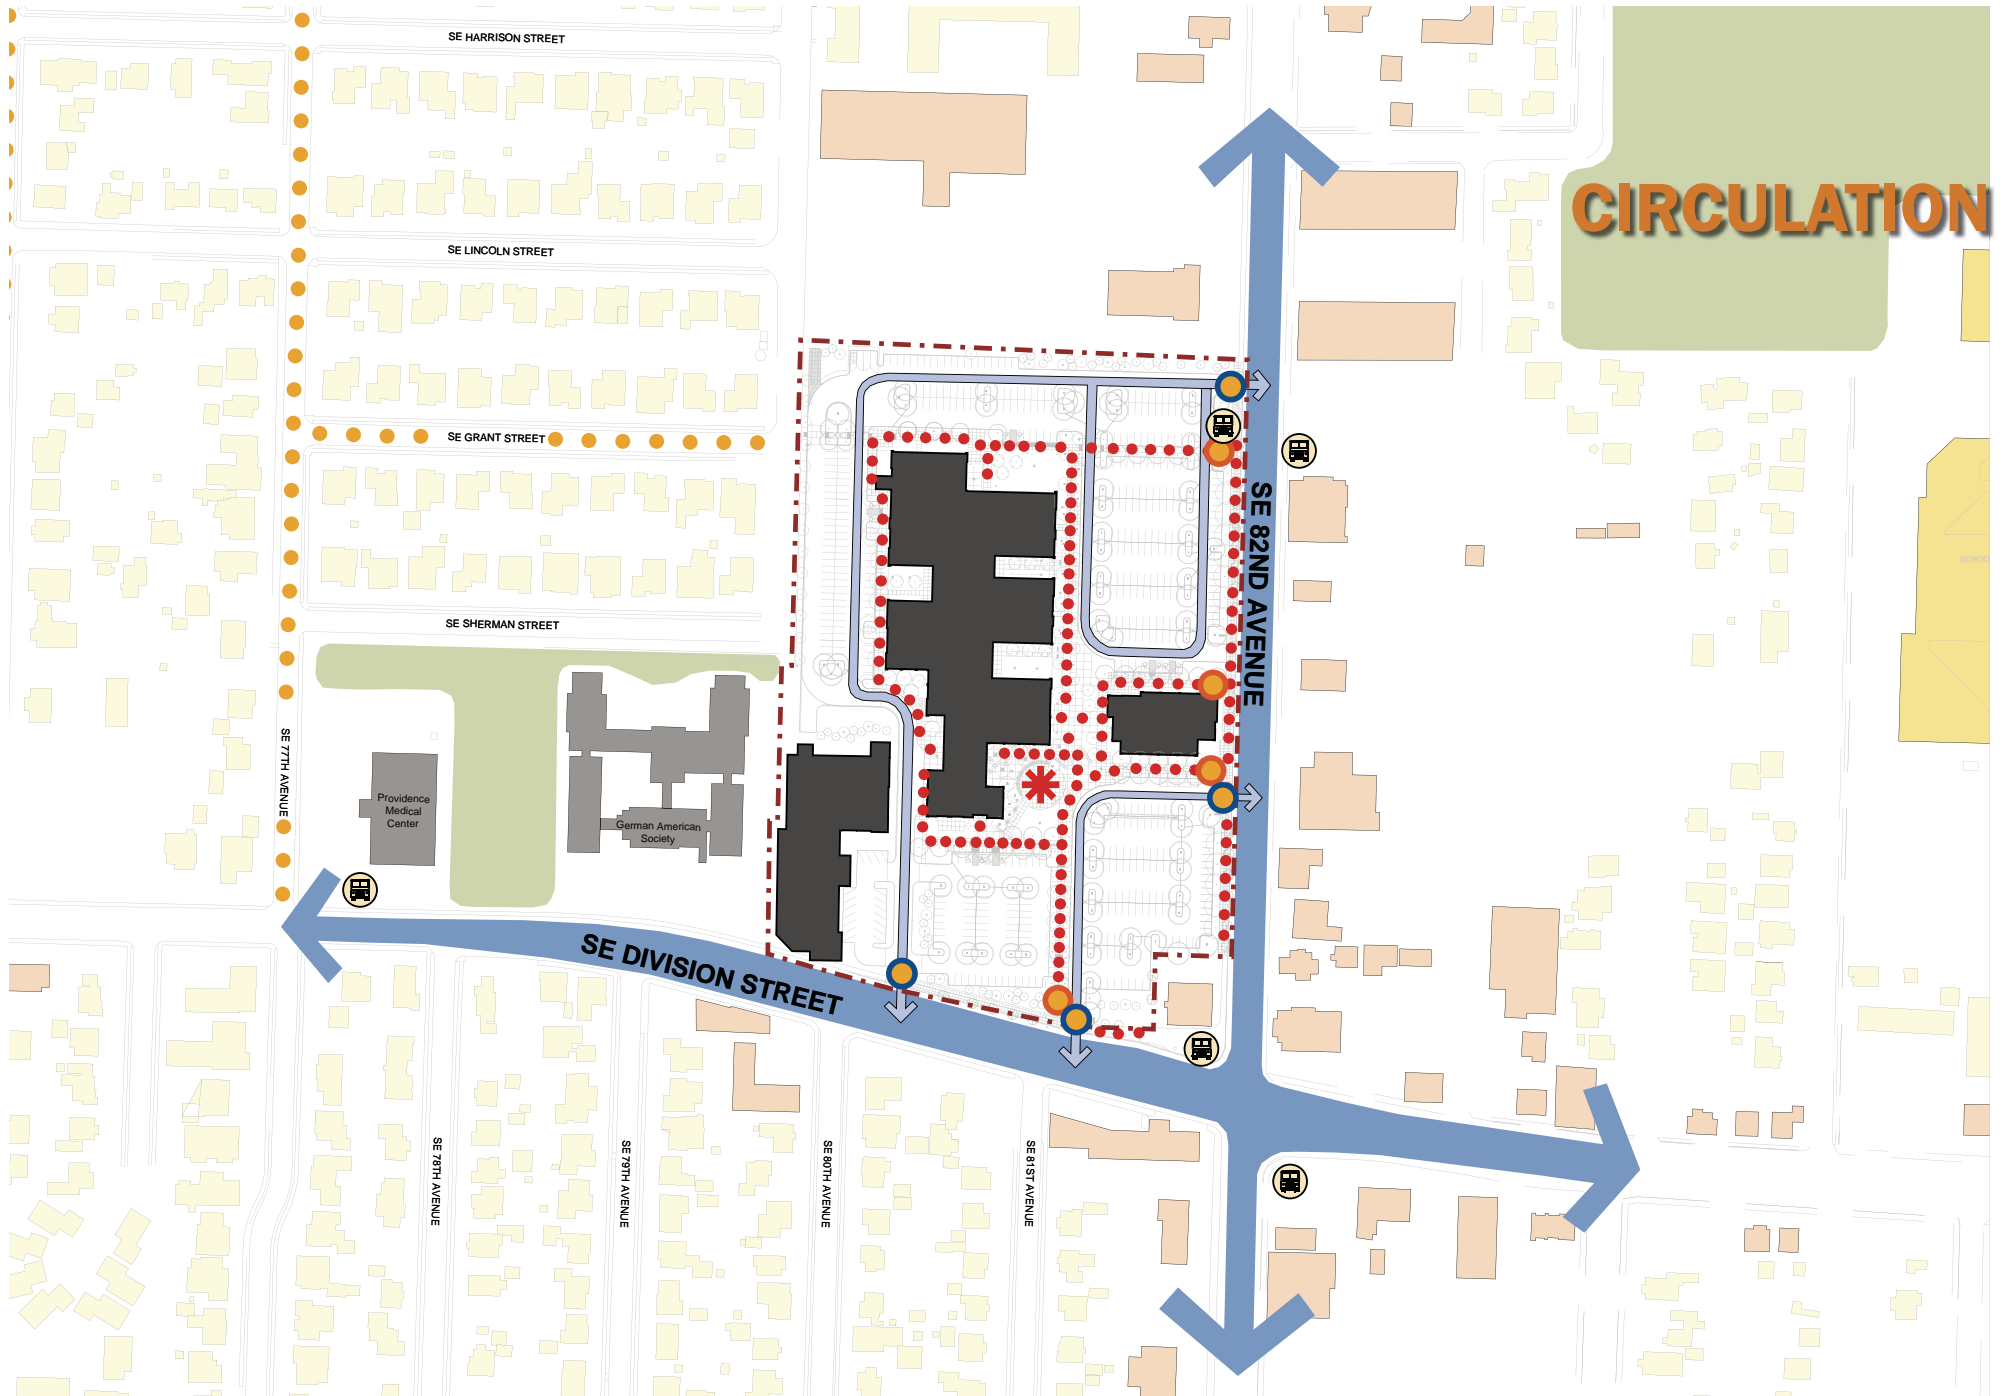 SE HARRISON STREET
CIRCULATION
SE LINCOLN STREET
SE GRANT STREET
SE 82ND AVENUE
SE SHERMAN STREET
SE 77TH AVENUE
Providence
Medical
Center
German American
Society
SE DIVISION STREET
SE 78TH AVENUE
SE 79TH AVENUE
SE 80TH AVENUE
SE 81ST AVENUE